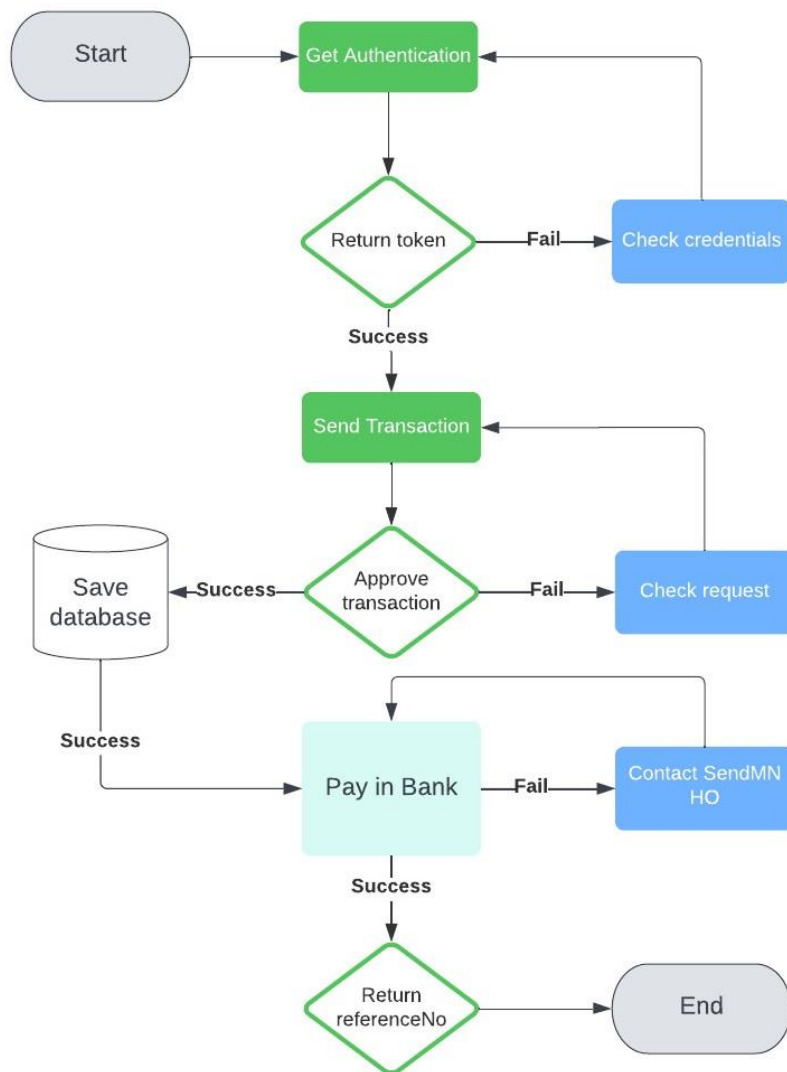 Start
Get Authentication
Return token
Fail
Check credentials
Success
Send Transaction
Save
database
Success
Approve
transaction
Fail
Check request
Success
Pay in Bank
Fail
Contact SendMN
HO
Success
Return
referenceNo
End